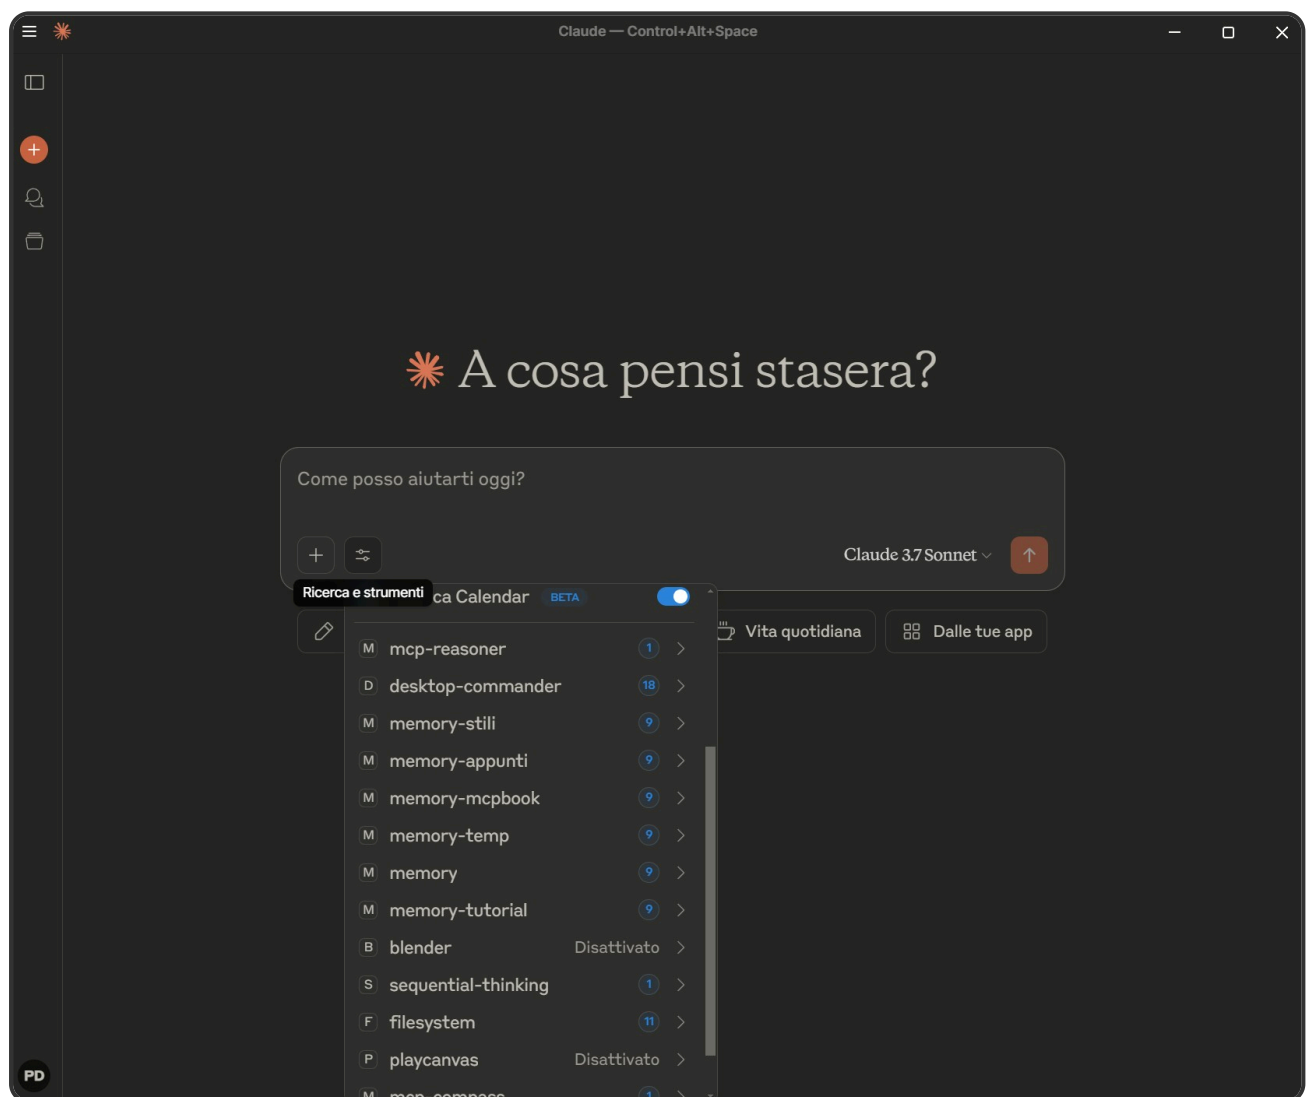 Claude — Control+Alt+Space
A cosa pensi stasera?
Come posso aiutarti oggi?
Claude 3.7 Sonnet
Ricerca e strumenti
Calendar BETA
Vita quotidiana
Dalle tue app
M mcp-reasoner 1
D desktop-commander 18
M memory-stili 9
M memory-appunti 9
M memory-mcpbook 9
M memory-temp 9
M memory 9
M memory-tutorial 9
B blender Disattivato
S sequential-thinking 1
F filesystem 11
P playcanvas Disattivato
M mcp-compass 1
PD